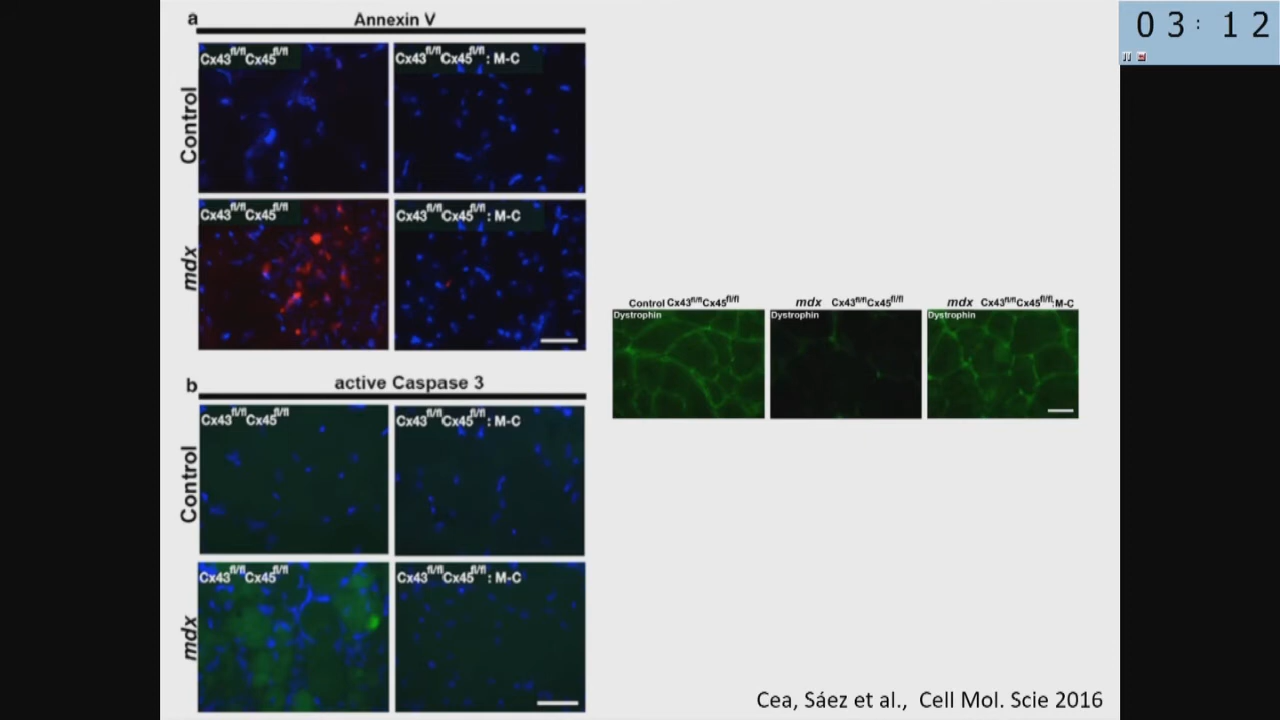 03:12
a
Annexin V
Control
Cx43fl/flCx45fl/fl
Cx43fl/flCx45fl/fl: M-C
mdx
Cx43fl/flCx45fl/fl
Cx43fl/flCx45fl/fl: M-C
b
active Caspase 3
Control
Cx43fl/flCx45fl/fl
Cx43fl/flCx45fl/fl: M-C
mdx
Cx43fl/flCx45fl/fl
Cx43fl/flCx45fl/fl: M-C
Control Cx43fl/flCx45fl/fl
Dystrophin
mdx Cx43fl/flCx45fl/fl
Dystrophin
mdx Cx43fl/flCx45fl/fl:M-C
Dystrophin
Cea, Sáez et al., Cell Mol. Scie 2016